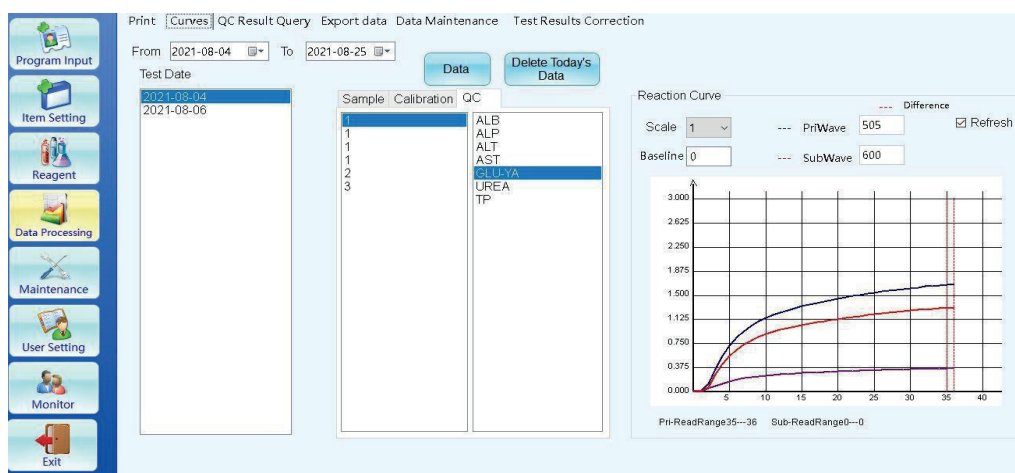 Print Curves QC Result Query Export data Data Maintenance Test Results Correction
Program Input
Item Setting
Reagent
Data Processing
Maintenance
User Setting
Monitor
Exit
From 2021-08-04 To 2021-08-25
Data
Delete Today's
Data
Test Date
2021-08-04
2021-08-06
Sample Calibration QC
1
1
1
1
2
3
ALB
ALP
ALT
AST
GLU-YA
UREA
TP
Reaction Curve
--- Difference
Scale 1 --- PriWave 505 Refresh
Baseline 0 --- SubWave 600
3.000
2.625
2.250
1.875
1.500
1.125
0.750
0.375
0.000
5 10 15 20 25 30 35 40
Pri-ReadRange35---36 Sub-ReadRange0---0